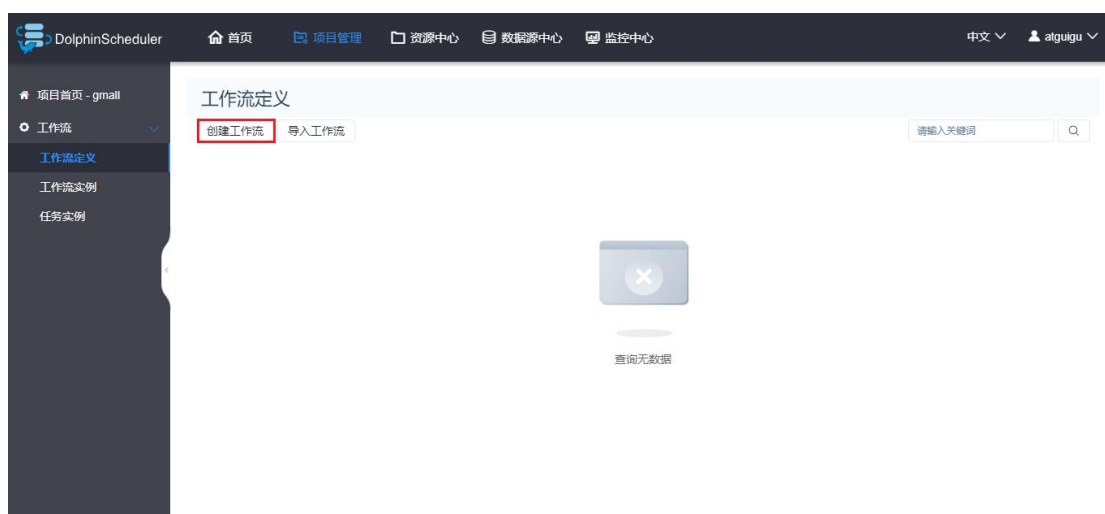 DolphinScheduler 首页 项目管理 资源中心 数据源中心 监控中心 中文 atguigu
项目首页 - gmall
工作流
工作流定义
工作流实例
任务实例
工作流定义
创建工作流 导入工作流 请输入关键词
查询无数据